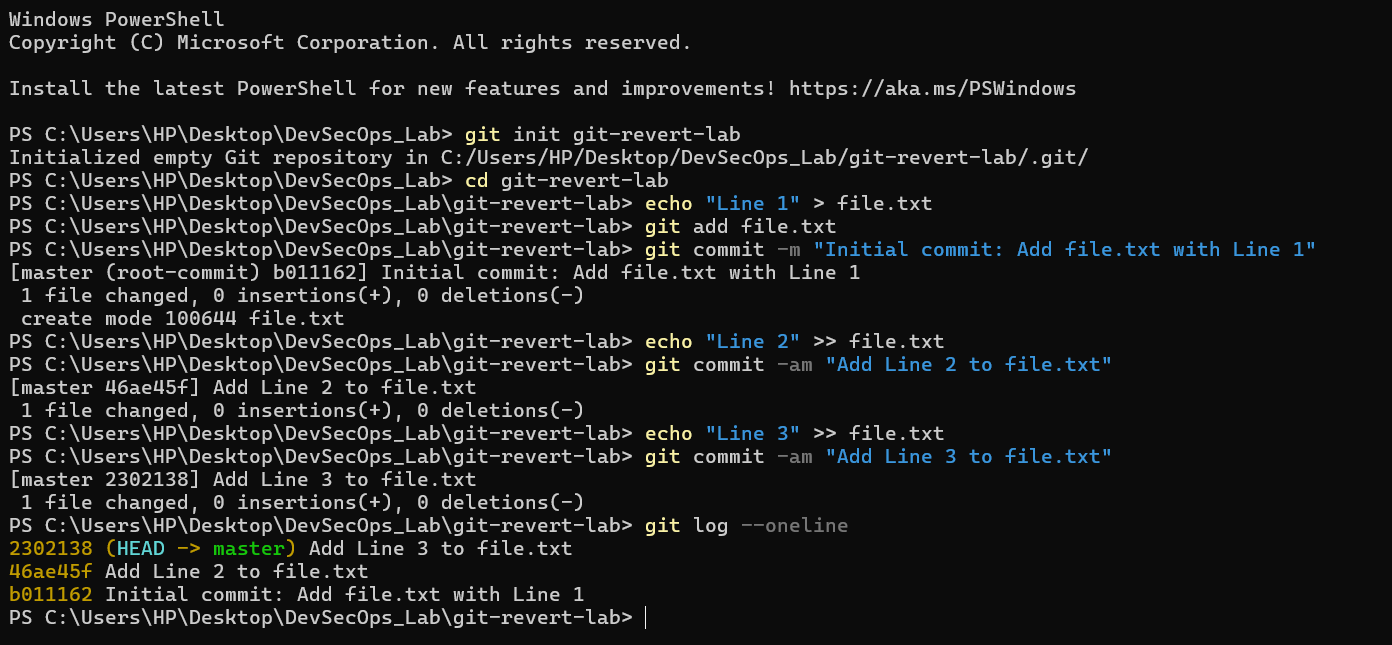 Windows PowerShell
Copyright (C) Microsoft Corporation. All rights reserved.
Install the latest PowerShell for new features and improvements! https://aka.ms/PSWindows
PS C:\Users\HP\Desktop\DevSecOps_Lab> git init git-revert-lab
Initialized empty Git repository in C:/Users/HP/Desktop/DevSecOps_Lab/git-revert-lab/.git/
PS C:\Users\HP\Desktop\DevSecOps_Lab> cd git-revert-lab
PS C:\Users\HP\Desktop\DevSecOps_Lab\git-revert-lab> echo "Line 1" > file.txt
PS C:\Users\HP\Desktop\DevSecOps_Lab\git-revert-lab> git add file.txt
PS C:\Users\HP\Desktop\DevSecOps_Lab\git-revert-lab> git commit -m "Initial commit: Add file.txt with Line 1"
[master (root-commit) b011162] Initial commit: Add file.txt with Line 1
 1 file changed, 0 insertions(+), 0 deletions(-)
 create mode 100644 file.txt
PS C:\Users\HP\Desktop\DevSecOps_Lab\git-revert-lab> echo "Line 2" >> file.txt
PS C:\Users\HP\Desktop\DevSecOps_Lab\git-revert-lab> git commit -am "Add Line 2 to file.txt"
[master 46ae45f] Add Line 2 to file.txt
 1 file changed, 0 insertions(+), 0 deletions(-)
PS C:\Users\HP\Desktop\DevSecOps_Lab\git-revert-lab> echo "Line 3" >> file.txt
PS C:\Users\HP\Desktop\DevSecOps_Lab\git-revert-lab> git commit -am "Add Line 3 to file.txt"
[master 2302138] Add Line 3 to file.txt
 1 file changed, 0 insertions(+), 0 deletions(-)
PS C:\Users\HP\Desktop\DevSecOps_Lab\git-revert-lab> git log --oneline
2302138 (HEAD -> master) Add Line 3 to file.txt
46ae45f Add Line 2 to file.txt
b011162 Initial commit: Add file.txt with Line 1
PS C:\Users\HP\Desktop\DevSecOps_Lab\git-revert-lab>